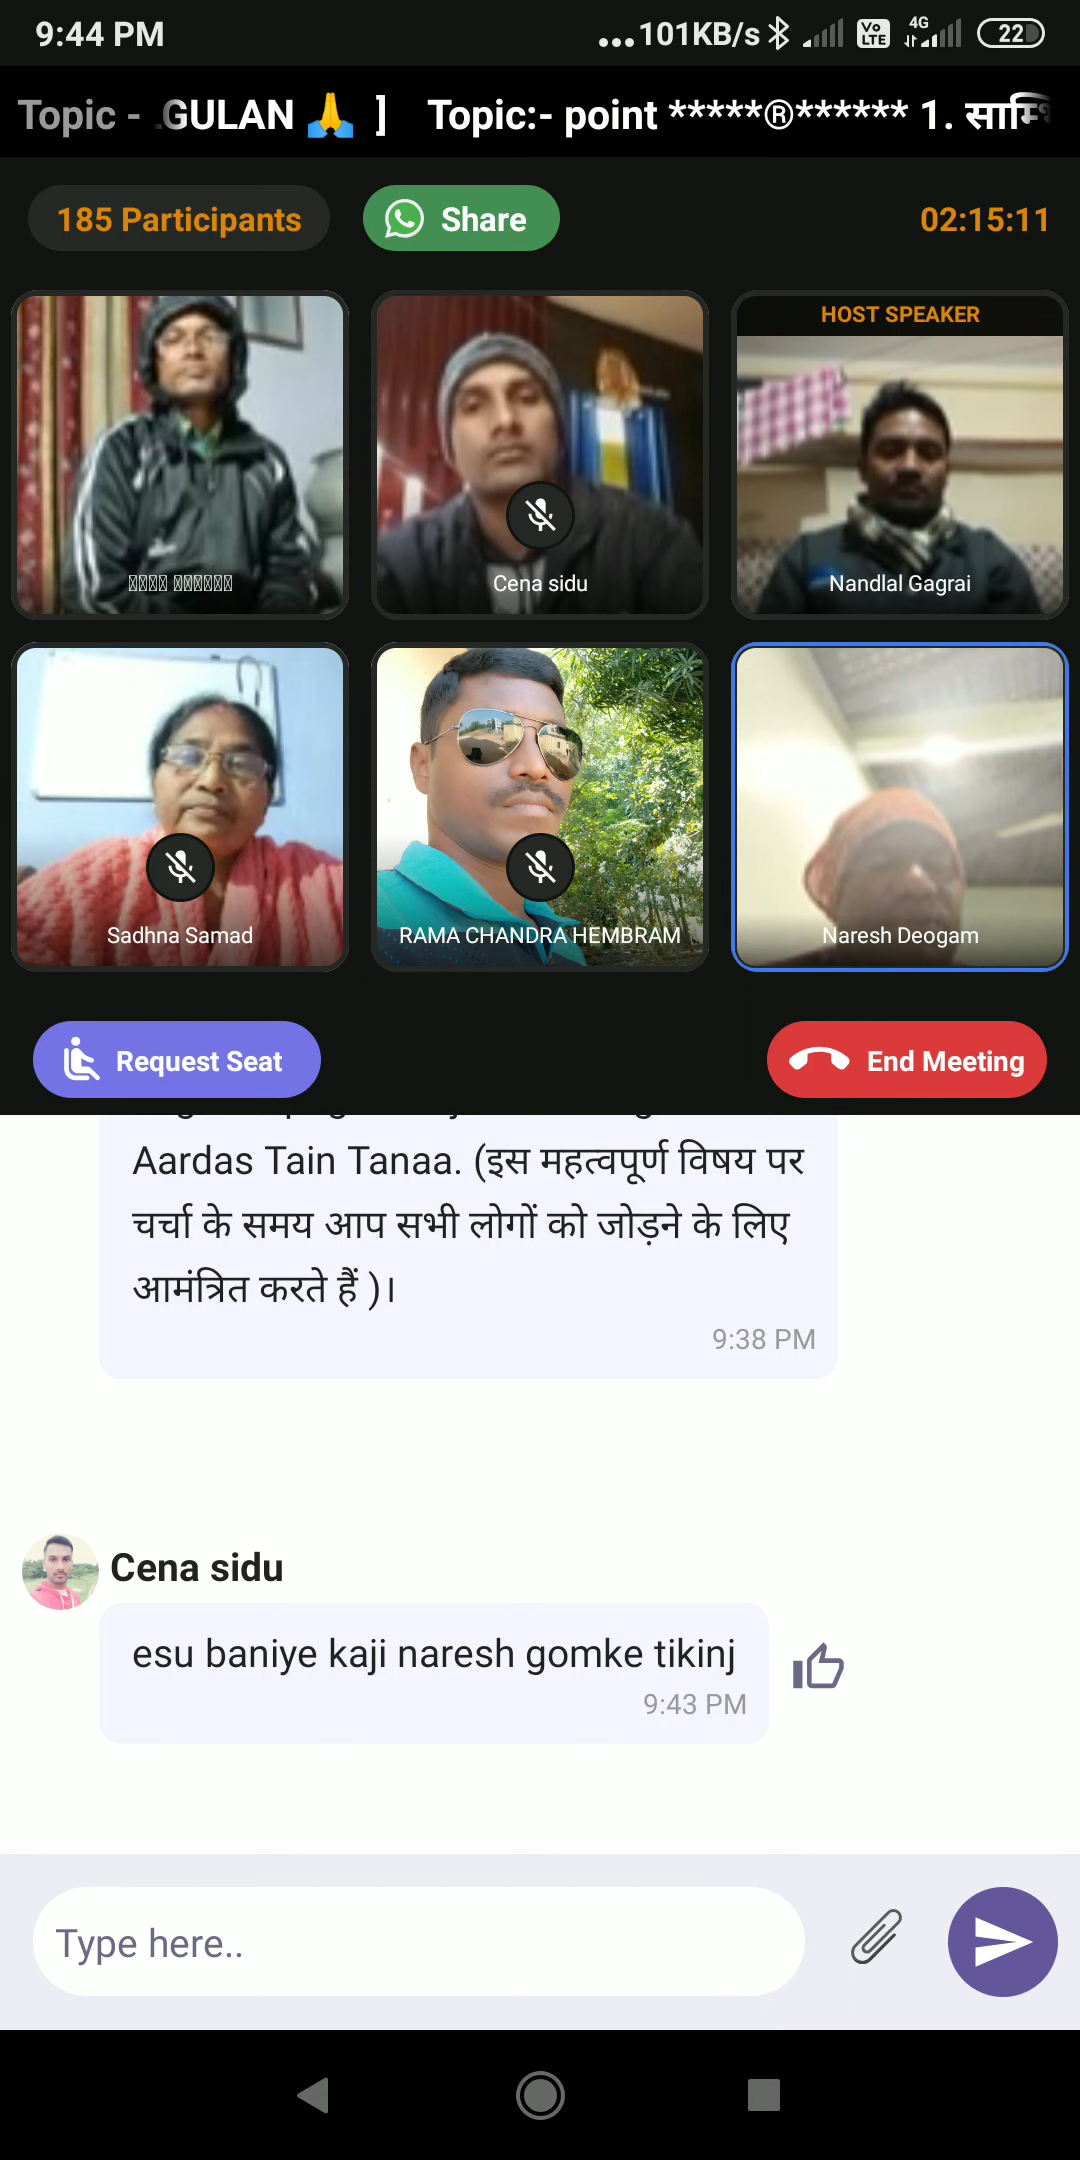 9:44 PM
...101KB/s
Vo LTE
4G
22
Topic - .GULAN 🙏 ] Topic:- point *****®****** 1.
185 Participants
Share
02:15:11
HOST SPEAKER
Cena sidu
Nandlal Gagrai
Sadhna Samad
RAMA CHANDRA HEMBRAM
Naresh Deogam
Request Seat
End Meeting
Aardas Tain Tanaa. (इस महत्वपूर्ण विषय पर
चर्चा के समय आप सभी लोगों को जोड़ने के लिए
आमंत्रित करते हैं )।
9:38 PM
Cena sidu
esu baniye kaji naresh gomke tikinj
9:43 PM
Type here..